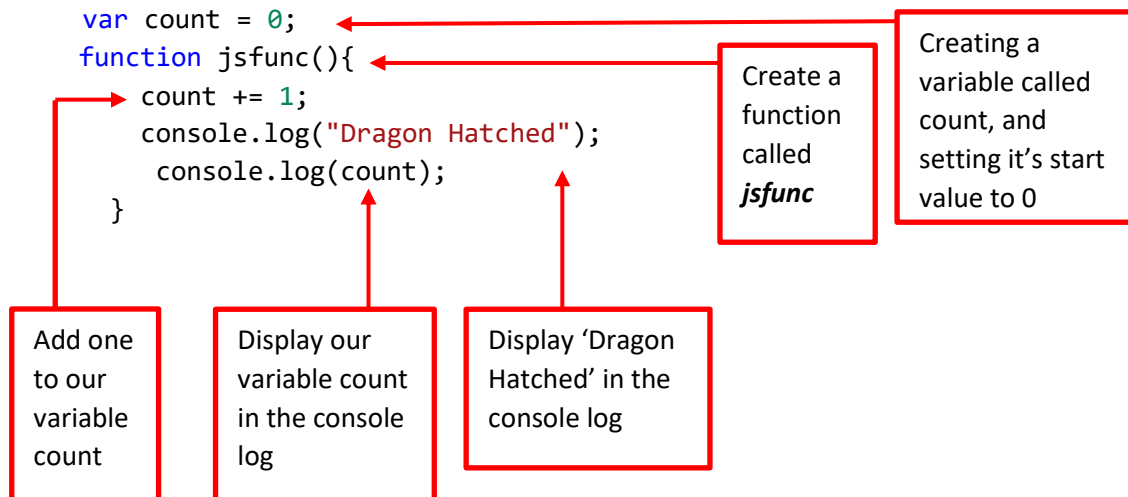 var count = 0;
function jsfunc(){
count += 1;
console.log("Dragon Hatched");
console.log(count);
}
Creating a
variable called
count, and
setting it’s start
value to 0
Create a
function
called
jsfunc
Add one
to our
variable
count
Display our
variable count
in the console
log
Display ‘Dragon
Hatched’ in the
console log